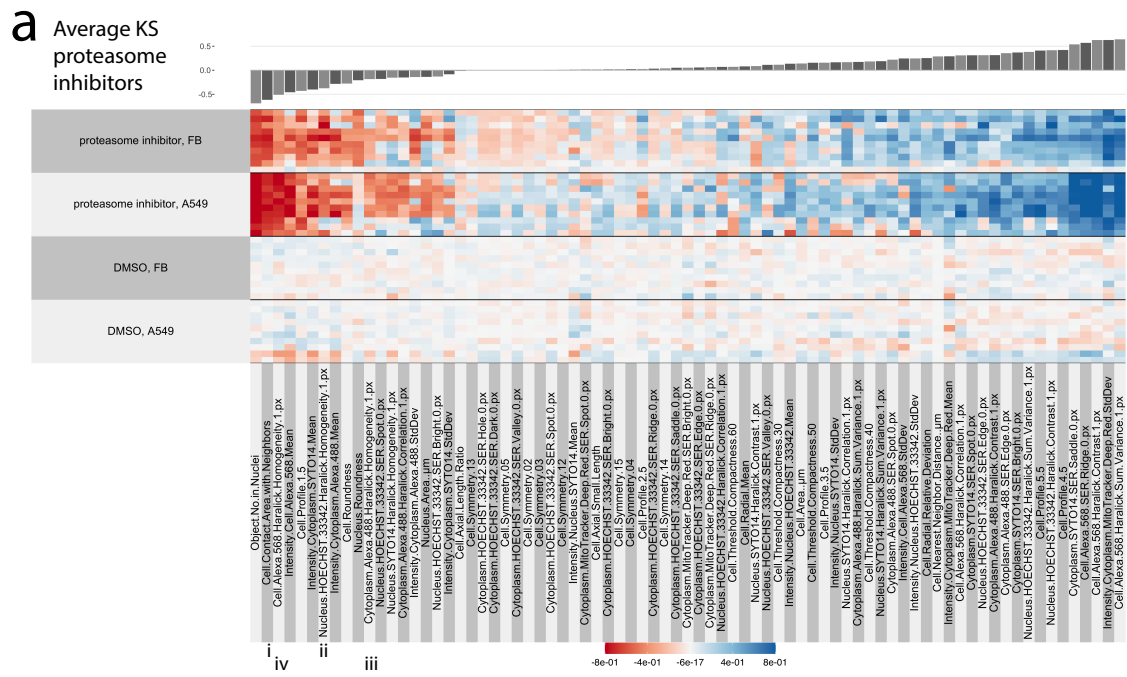 a
Average KS
proteasome
inhibitors
0.5-
0.0-
-0.5-
proteasome inhibitor, FB
proteasome inhibitor, A549
DMSO, FB
DMSO, A549
Object.No.in.Nuclei
Cell.Contact.Area.with.Neighbors
Cell.Alexa.568.Haralick.Homogeneity.1.px
Intensity.Cell.Alexa.568.Mean
Cell.Profile.1.5
Intensity.Cytoplasm.SYTO14.Mean
Nucleus.HOECHST.33342.Haralick.Homogeneity.1.px
Intensity.Cytoplasm.Alexa.488.Mean
Cell.Roundness
Nucleus.Roundness
Cytoplasm.Alexa.488.Haralick.Homogeneity.1.px
Nucleus.HOECHST.33342.SER.Spot.0.px
Nucleus.SYTO14.Haralick.Homogeneity.1.px
Cytoplasm.Alexa.488.Haralick.Correlation.1.px
Intensity.Cytoplasm.Alexa.488.StdDev
Nucleus.Area..µm
Nucleus.HOECHST.33342.SER.Bright.0.px
Intensity.Cytoplasm.SYTO14.StdDev
Cell.Axial.Length.Ratio
Cell.Symmetry.13
Cytoplasm.HOECHST.33342.SER.Hole.0.px
Cytoplasm.HOECHST.33342.SER.Dark.0.px
Cell.Symmetry.05
Cytoplasm.HOECHST.33342.SER.Valley.0.px
Cell.Symmetry.02
Cell.Symmetry.03
Cytoplasm.HOECHST.33342.SER.Spot.0.px
Cell.Symmetry.12
Intensity.Nucleus.SYTO14.Mean
Cytoplasm.MitoTracker.Deep.Red.SER.Spot.0.px
Cell.Axial.Small.Length
Cytoplasm.HOECHST.33342.SER.Bright.0.px
Cell.Symmetry.15
Cell.Symmetry.04
Cell.Profile.2.5
Cytoplasm.HOECHST.33342.SER.Ridge.0.px
Cell.Symmetry.14
Cytoplasm.HOECHST.33342.SER.Saddle.0.px
Cytoplasm.MitoTracker.Deep.Red.SER.Bright.0.px
Cytoplasm.HOECHST.33342.SER.Edge.0.px
Cytoplasm.MitoTracker.Deep.Red.SER.Ridge.0.px
Nucleus.HOECHST.33342.Haralick.Correlation.1.px
Cell.Threshold.Compactness.60
Cell.Radial.Mean
Nucleus.SYTO14.Haralick.Contrast.1.px
Nucleus.HOECHST.33342.SER.Valley.0.px
Cell.Threshold.Compactness.30
Intensity.Nucleus.HOECHST.33342.Mean
Cell.Area..µm
Cell.Threshold.Compactness.50
Cell.Profile.3.5
Intensity.Nucleus.SYTO14.StdDev
Nucleus.SYTO14.Haralick.Correlation.1.px
Cytoplasm.Alexa.488.Haralick.Sum.Variance.1.px
Cell.Threshold.Compactness.40
Nucleus.SYTO14.Haralick.Sum.Variance.1.px
Cytoplasm.Alexa.488.SER.Spot.0.px
Intensity.Cell.Alexa.568.StdDev
Intensity.Nucleus.HOECHST.33342.StdDev
Cell.Radial.Relative.Deviation
Cell.Nearest.Neighbor.Distance..µm
Intensity.Cytoplasm.MitoTracker.Deep.Red.Mean
Cell.Alexa.568.Haralick.Correlation.1.px
Cytoplasm.SYTO14.SER.Spot.0.px
Nucleus.HOECHST.33342.SER.Edge.0.px
Cytoplasm.Alexa.488.Haralick.Contrast.1.px
Cytoplasm.Alexa.488.SER.Edge.0.px
Cytoplasm.SYTO14.SER.Bright.0.px
Nucleus.HOECHST.33342.Haralick.Sum.Variance.1.px
Cell.Profile.5.5
Nucleus.HOECHST.33342.Haralick.Contrast.1.px
Cell.Profile.4.5
Cytoplasm.SYTO14.SER.Saddle.0.px
Cell.Alexa.568.SER.Ridge.0.px
Cell.Alexa.568.Haralick.Contrast.1.px
Intensity.Cytoplasm.MitoTracker.Deep.Red.StdDev
Cell.Alexa.568.Haralick.Sum.Variance.1.px
i
ii
iv
iii
-8e-01
-4e-01
-6e-17
4e-01
8e-01